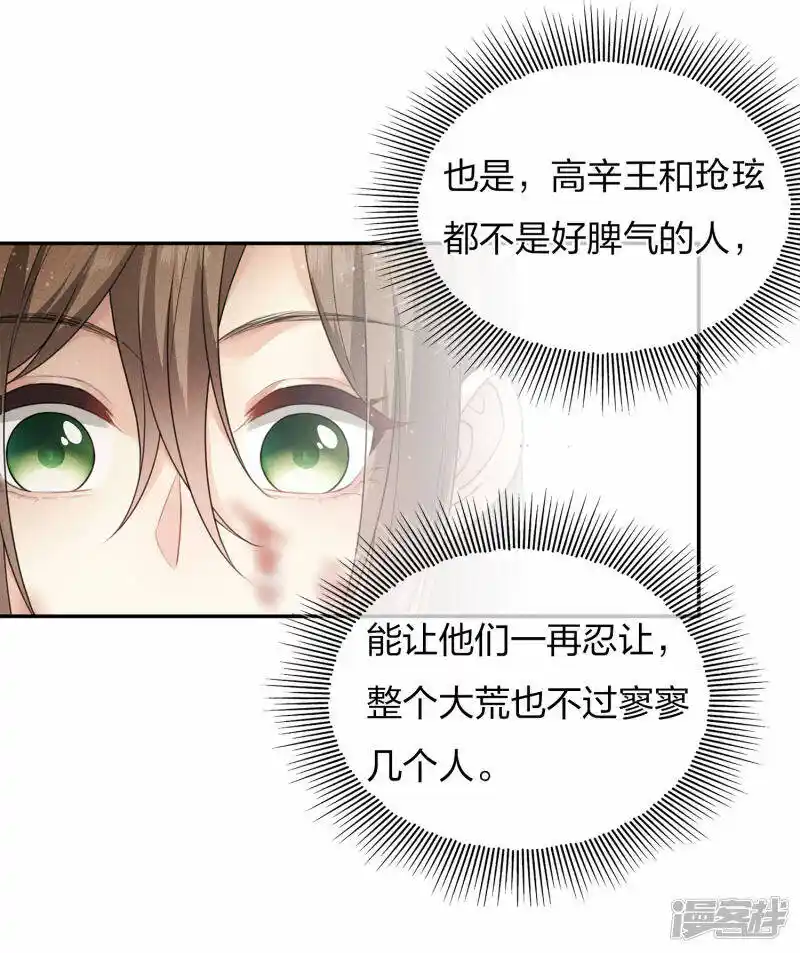 也是，高辛王和玱玹
都不是好脾气的人，
能让他们一再忍让，
整个大荒也不过寥寥
几个人。
漫客栈